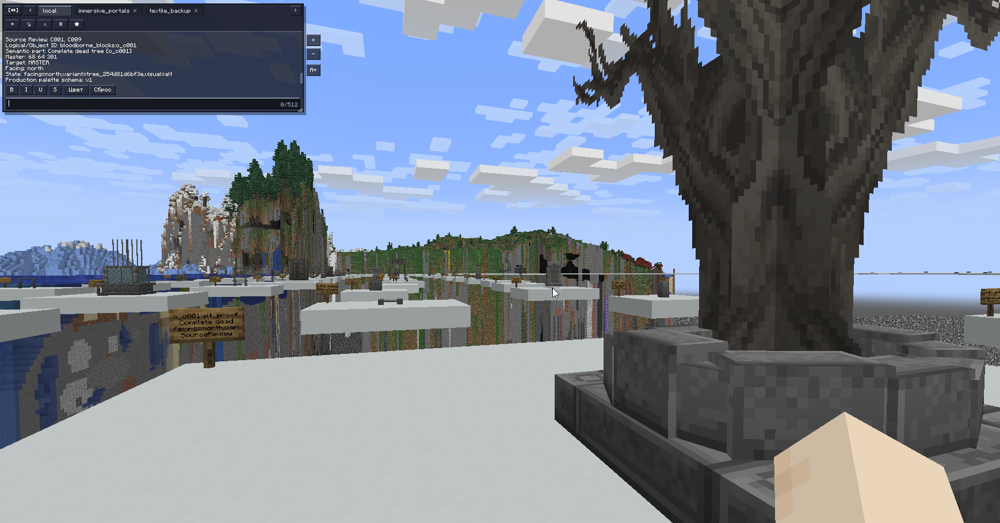 [↔] < local immersive_portals × textile_backup × >
+ ≡ ★
Source Review: C001, C009
Logical/Object ID: bloodborne_blocks:o_c001
Semantic part: Complete dead tree [o_c001]
Master: 68 64 301
Target: MASTER
Facing: north
State: facing=north,variant=tree_254d81d6bf3e,visual=alt
Production palette schema: v1
B I U S Цвет Сброс
0/512
+
-
A+
o_c001:alt_proof
Complete dead
facing=north,vari
SourceReview